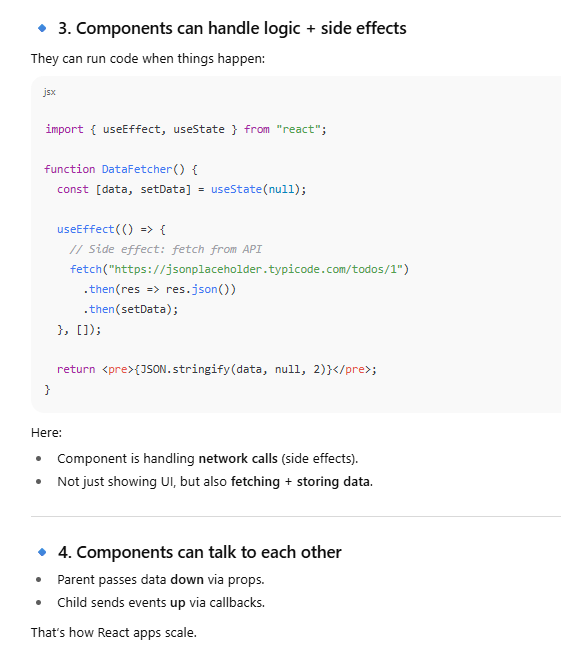 3. Components can handle logic + side effects
They can run code when things happen:
jsx
import { useEffect, useState } from "react";
function DataFetcher() {
  const [data, setData] = useState(null);
  useEffect(() => {
    // Side effect: fetch from API
    fetch("https://jsonplaceholder.typicode.com/todos/1")
      .then(res => res.json())
      .then(setData);
  }, []);
  return <pre>{JSON.stringify(data, null, 2)}</pre>;
}
Here:
• Component is handling network calls (side effects).
• Not just showing UI, but also fetching + storing data.
4. Components can talk to each other
• Parent passes data down via props.
• Child sends events up via callbacks.
That's how React apps scale.